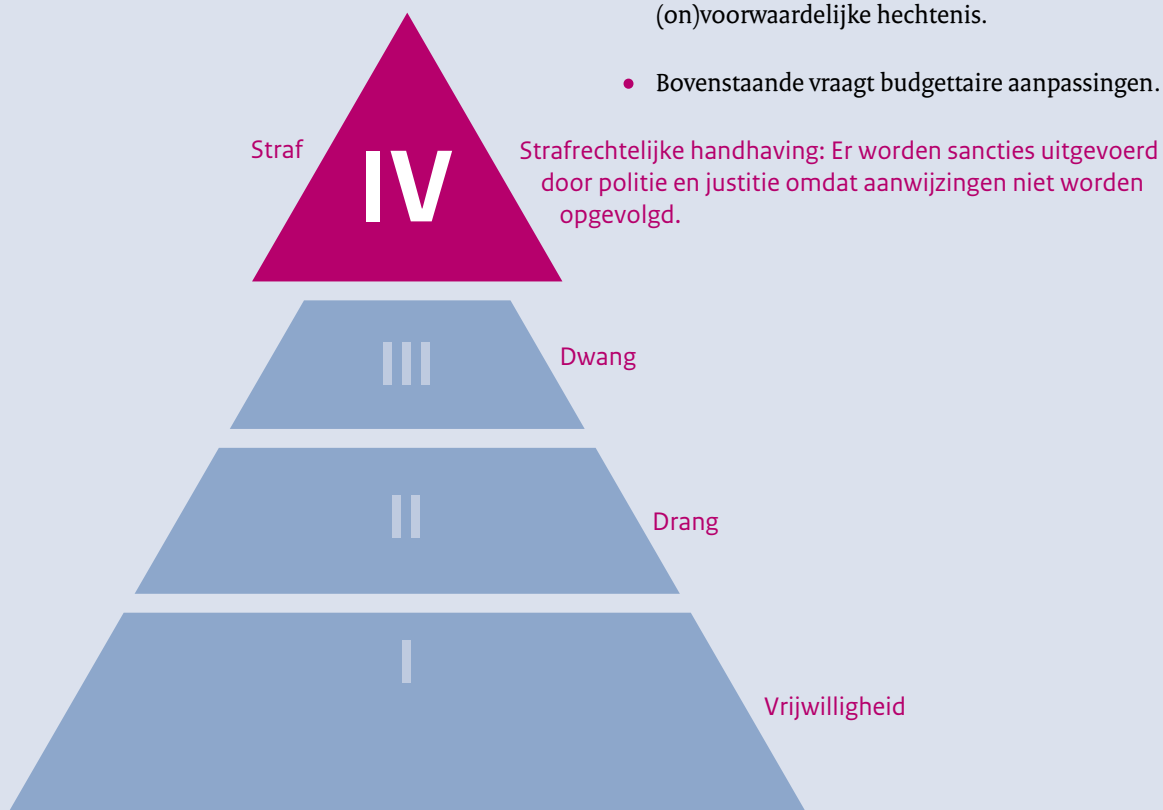 (on)voorwaardelijke hechtenis.
• Bovenstaande vraagt budgettaire aanpassingen.
Straf
IV
Strafrechtelijke handhaving: Er worden sancties uitgevoerd
door politie en justitie omdat aanwijzingen niet worden
opgevolgd.
III
Dwang
II
Drang
I
Vrijwilligheid